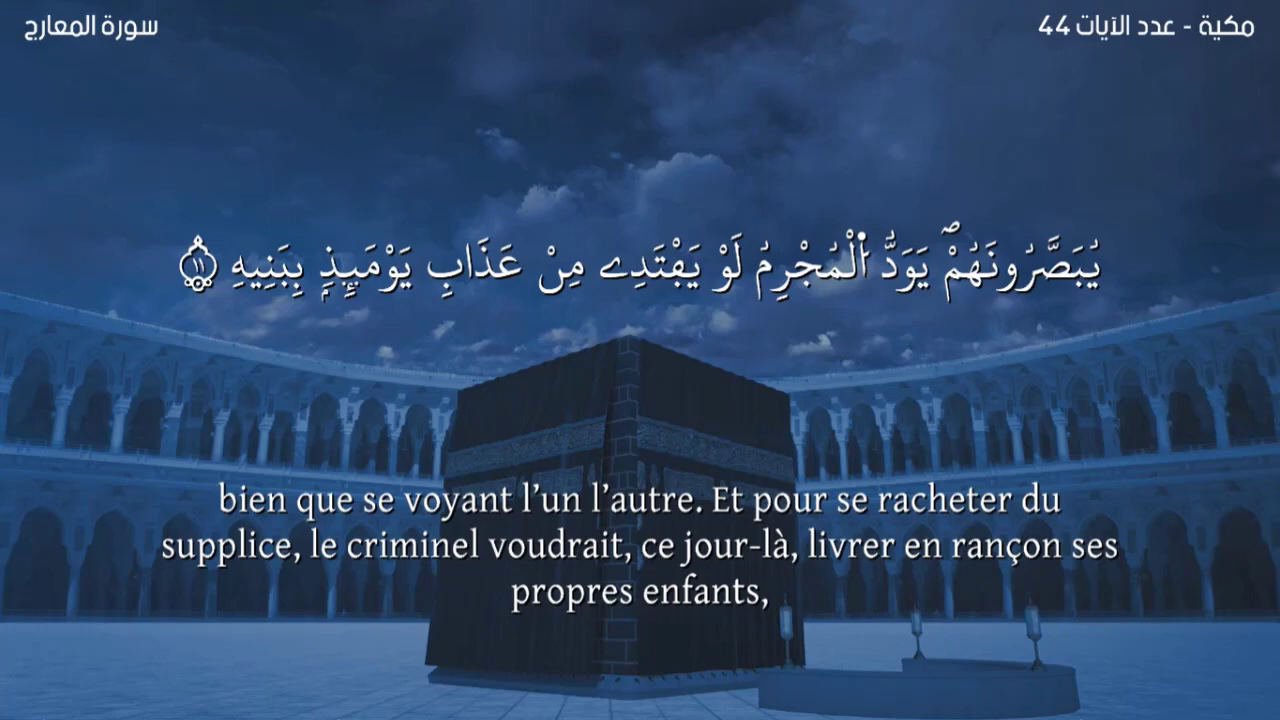 سورة المعارج
مكية - عدد الآيات 44
يُبَصَّرُونَهُمْۖ يَوَدُّ اُ۬لْمُجْرِمُ لَوْ يَفْتَدِے مِنْ عَذَابِ يَوْمَئِذِۢ بِبَنِيهِ ١١
bien que se voyant l’un l’autre. Et pour se racheter du
supplice, le criminel voudrait, ce jour-là, livrer en rançon ses
propres enfants,